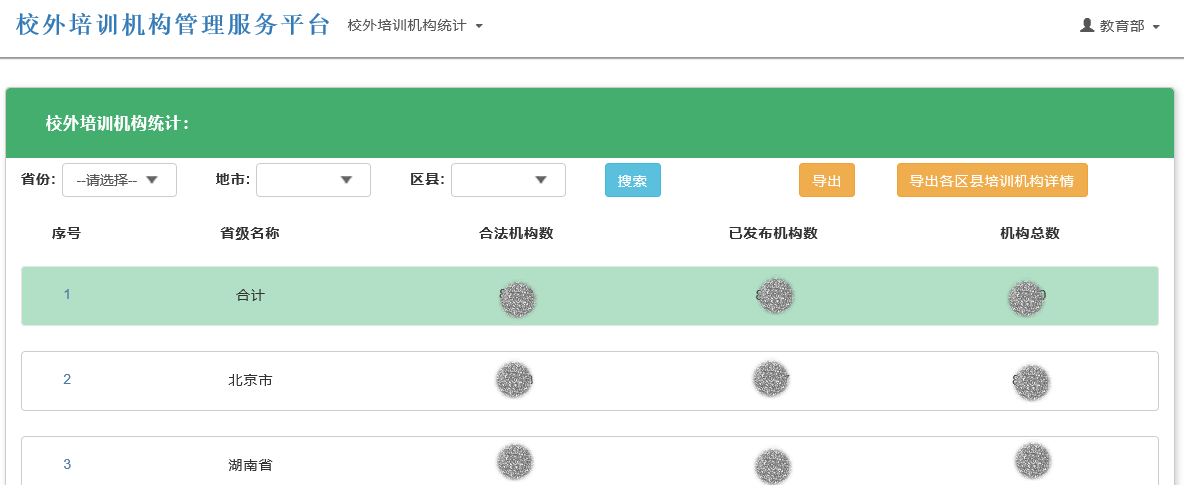 校外培训机构管理服务平台 校外培训机构统计 教育部
校外培训机构统计：
省份： --请选择-- 地市： 区县： 搜索 导出 导出各区县培训机构详情
序号 省级名称 合法机构数 已发布机构数 机构总数
1 合计
2 北京市
3 湖南省